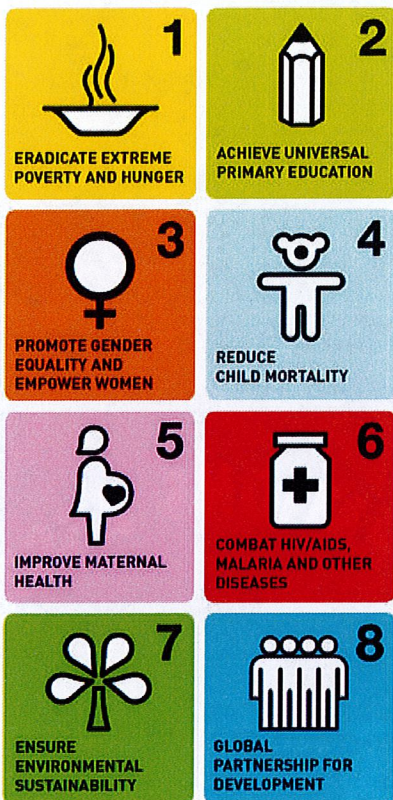 1
ERADICATE EXTREME
POVERTY AND HUNGER
2
ACHIEVE UNIVERSAL
PRIMARY EDUCATION
3
PROMOTE GENDER
EQUALITY AND
EMPOWER WOMEN
4
REDUCE
CHILD MORTALITY
5
IMPROVE MATERNAL
HEALTH
6
COMBAT HIV/AIDS,
MALARIA AND OTHER
DISEASES
7
ENSURE
ENVIRONMENTAL
SUSTAINABILITY
8
GLOBAL
PARTNERSHIP FOR
DEVELOPMENT